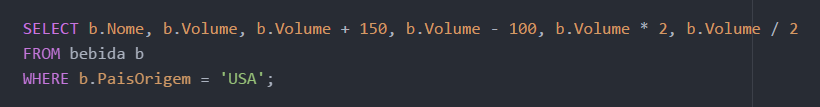 SELECT b.Nome, b.Volume, b.Volume + 150, b.Volume - 100, b.Volume * 2, b.Volume / 2
FROM bebida b
WHERE b.PaisOrigem = 'USA';